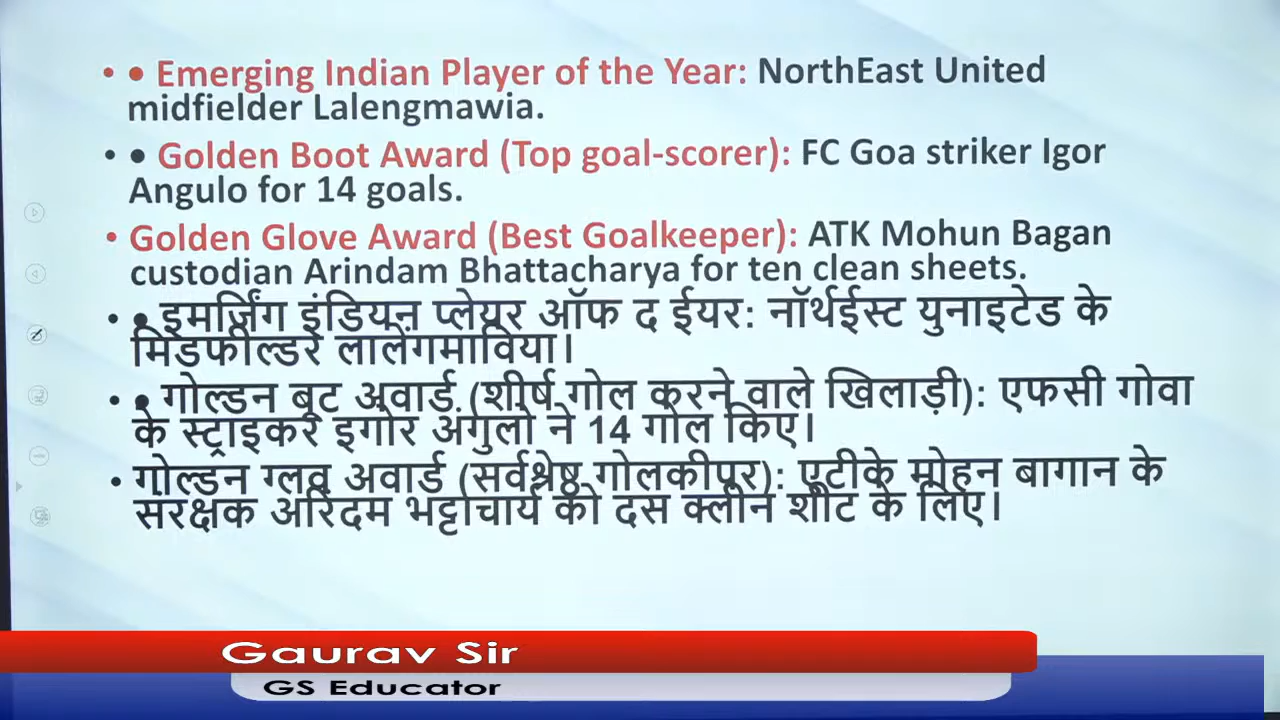 • • Emerging Indian Player of the Year: NorthEast United
midfielder Lalengmawia.
• • Golden Boot Award (Top goal-scorer): FC Goa striker Igor
Angulo for 14 goals.
• Golden Glove Award (Best Goalkeeper): ATK Mohun Bagan
custodian Arindam Bhattacharya for ten clean sheets.
• • इमर्जिंग इंडियन प्लेयर ऑफ द ईयर: नॉर्थईस्ट युनाइटेड के
मिडफील्डर लालेंगमाविया।
• • गोल्डन बूट अवार्ड (शीर्ष गोल करने वाले खिलाड़ी): एफसी गोवा
के स्ट्राइकर इगोर अंगुलो ने 14 गोल किए।
• गोल्डन ग्लव अवार्ड (सर्वश्रेष्ठ गोलकीपर): एटीके मोहन बागान के
संरक्षक अरिंदम भट्टाचार्य को दस क्लीन शीट के लिए।
Gaurav Sir
GS Educator